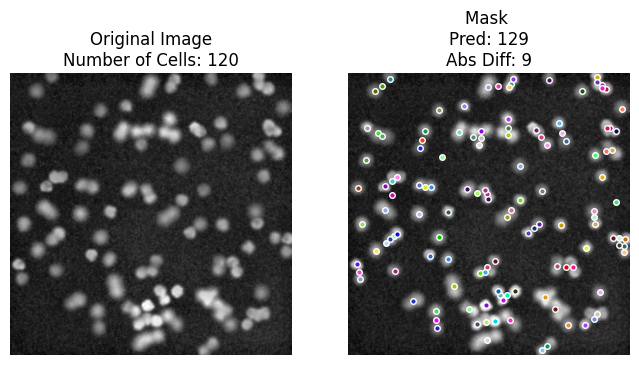 Original Image
Number of Cells: 120
Mask
Pred: 129
Abs Diff: 9